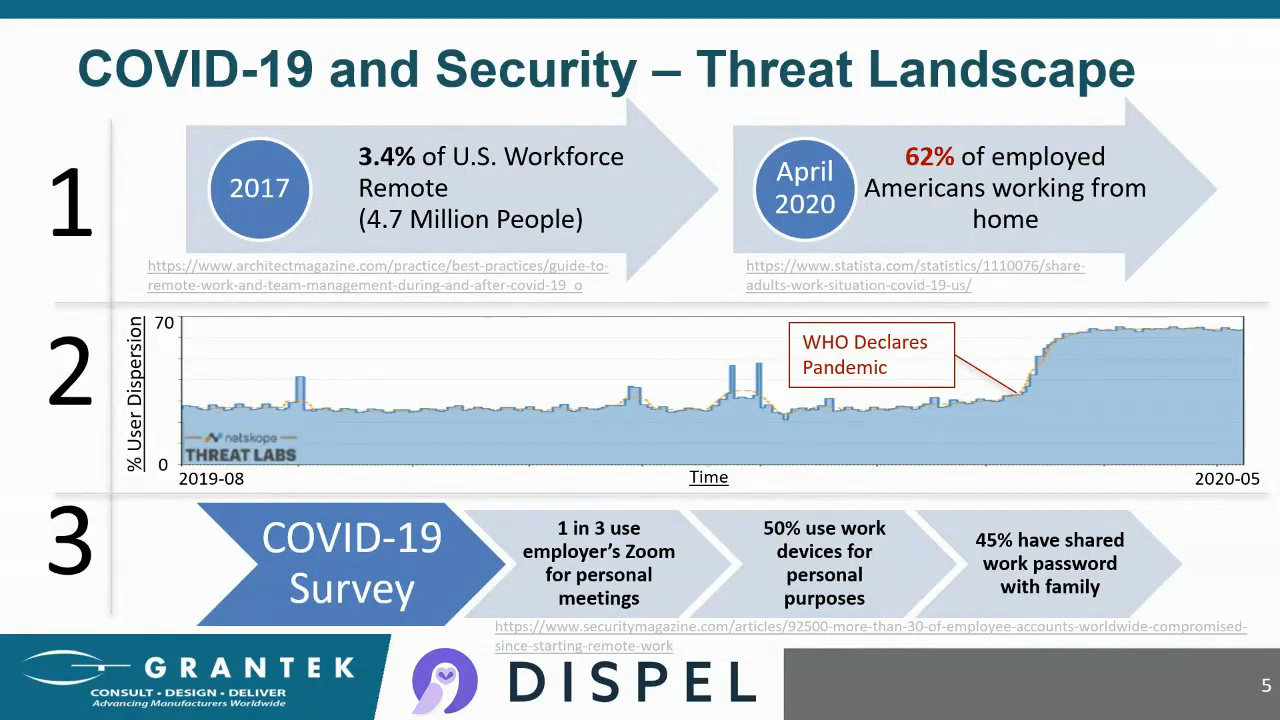 COVID-19 and Security – Threat Landscape
1
2017
3.4% of U.S. Workforce
Remote
(4.7 Million People)
https://www.architectmagazine.com/practice/best-practices/guide-to-
remote-work-and-team-management-during-and-after-covid-19_o
April
2020
62% of employed
Americans working from
home
https://www.statista.com/statistics/1110076/share-
adults-work-situation-covid-19-us/
2
% User Dispersion
70
0
WHO Declares
Pandemic
netskope
THREAT LABS
2019-08
Time
2020-05
3
COVID-19
Survey
1 in 3 use
employer’s Zoom
for personal
meetings
50% use work
devices for
personal
purposes
45% have shared
work password
with family
https://www.securitymagazine.com/articles/92500-more-than-30-of-employee-accounts-worldwide-compromised-
since-starting-remote-work
GRANTEK
CONSULT • DESIGN • DELIVER
Advancing Manufacturers Worldwide
DISPEL
5